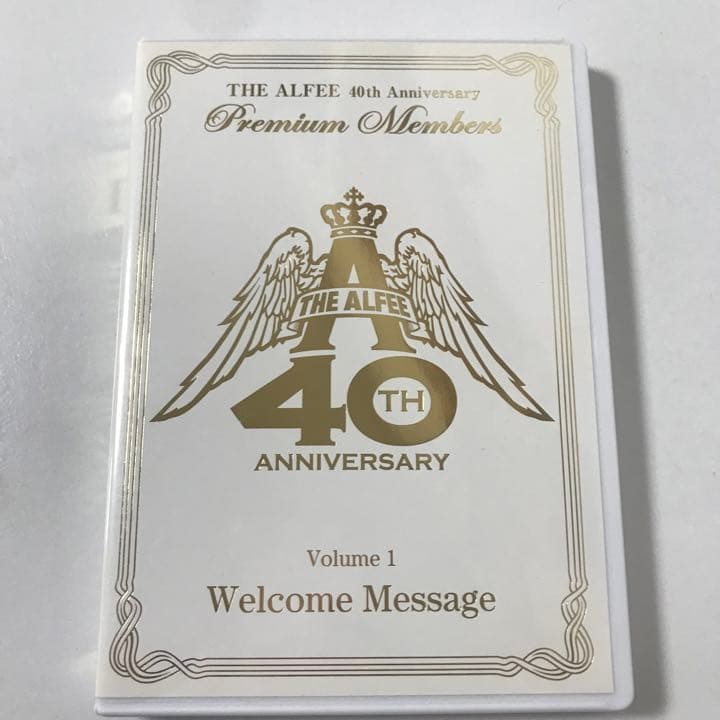 THE ALFEE 40th Anniversary
Premium Members
A
THE ALFEE
40TH
ANNIVERSARY
Volume 1
Welcome Message